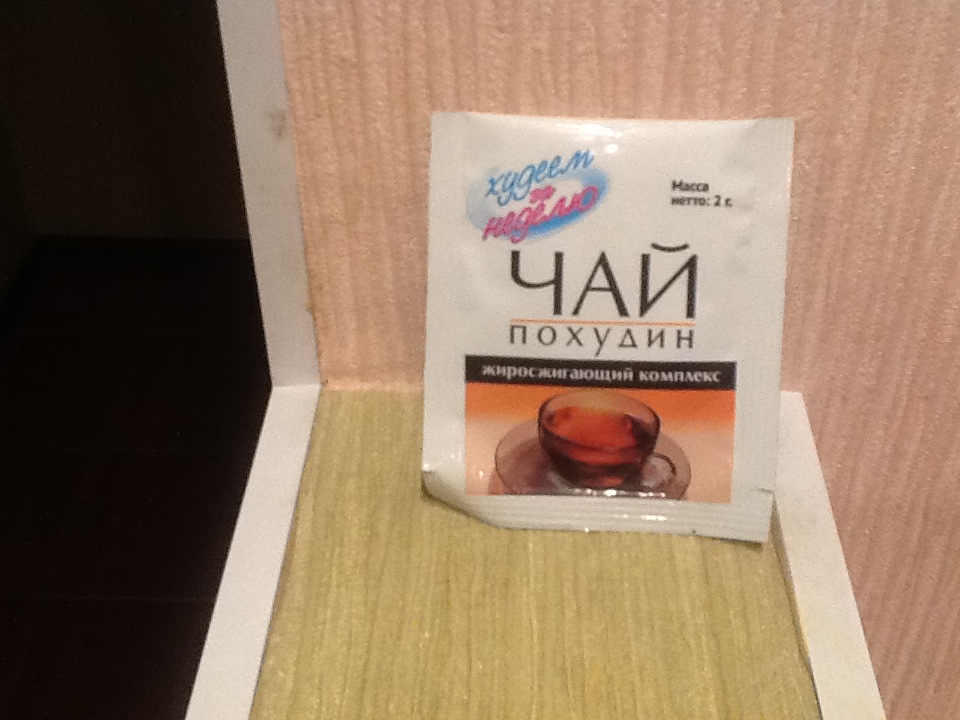 худеем
за
неделю
Масса
нетто: 2 г.
ЧАЙ
похудин
жиросжигающий комплекс